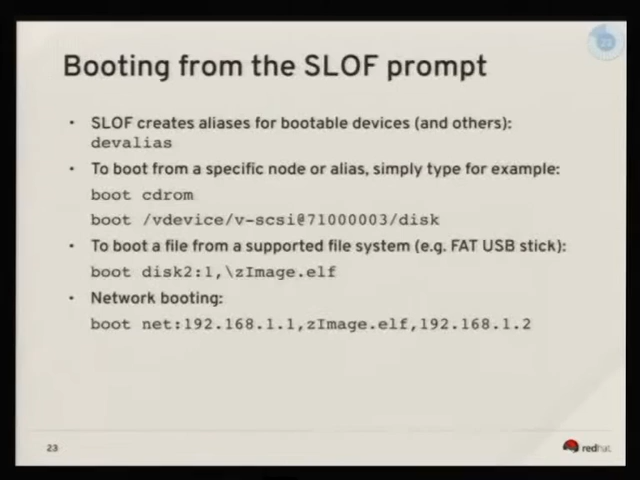 Booting from the SLOF prompt
• SLOF creates aliases for bootable devices (and others):
devalias
• To boot from a specific node or alias, simply type for example:
boot cdrom
boot /vdevice/v-scsi@71000003/disk
• To boot a file from a supported file system (e.g. FAT USB stick):
boot disk2:1,\zImage.elf
• Network booting:
boot net:192.168.1.1,zImage.elf,192.168.1.2
23
redhat